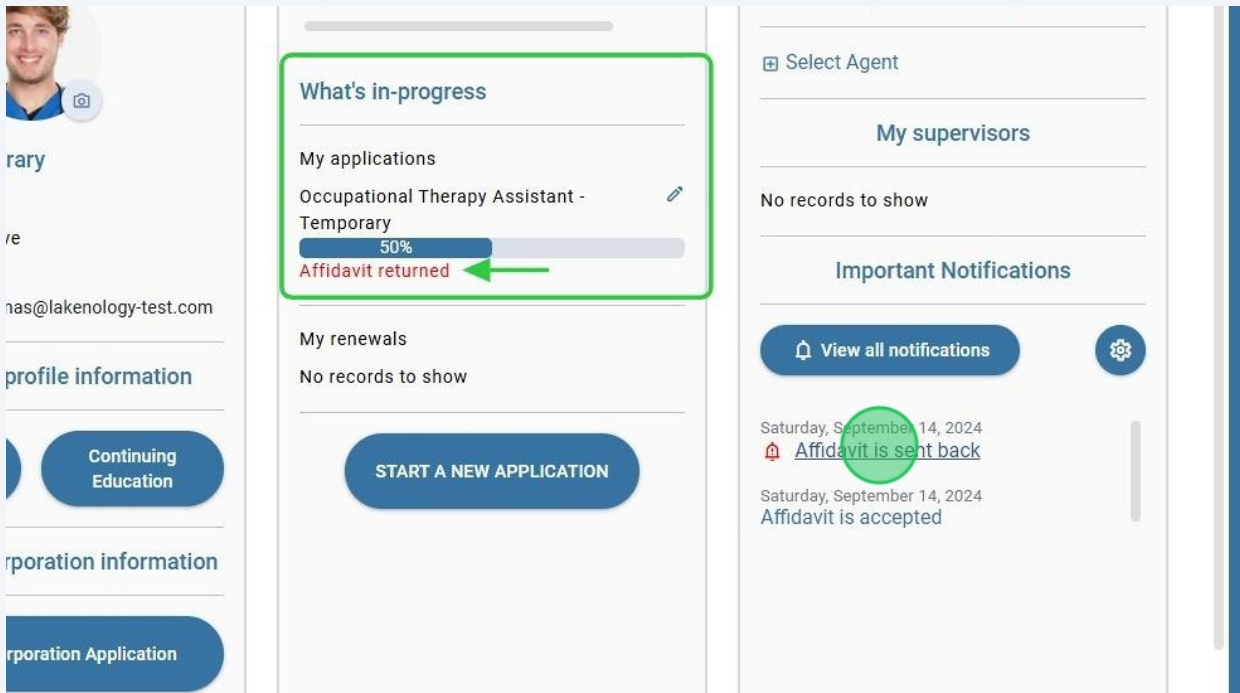 rary
ve
nas@lakenology-test.com
profile information
Continuing
Education
rporation information
rporation Application
What's in-progress
My applications
Occupational Therapy Assistant -
Temporary
50%
Affidavit returned
My renewals
No records to show
START A NEW APPLICATION
Select Agent
My supervisors
No records to show
Important Notifications
View all notifications
Saturday, September 14, 2024
Affidavit is sent back
Saturday, September 14, 2024
Affidavit is accepted